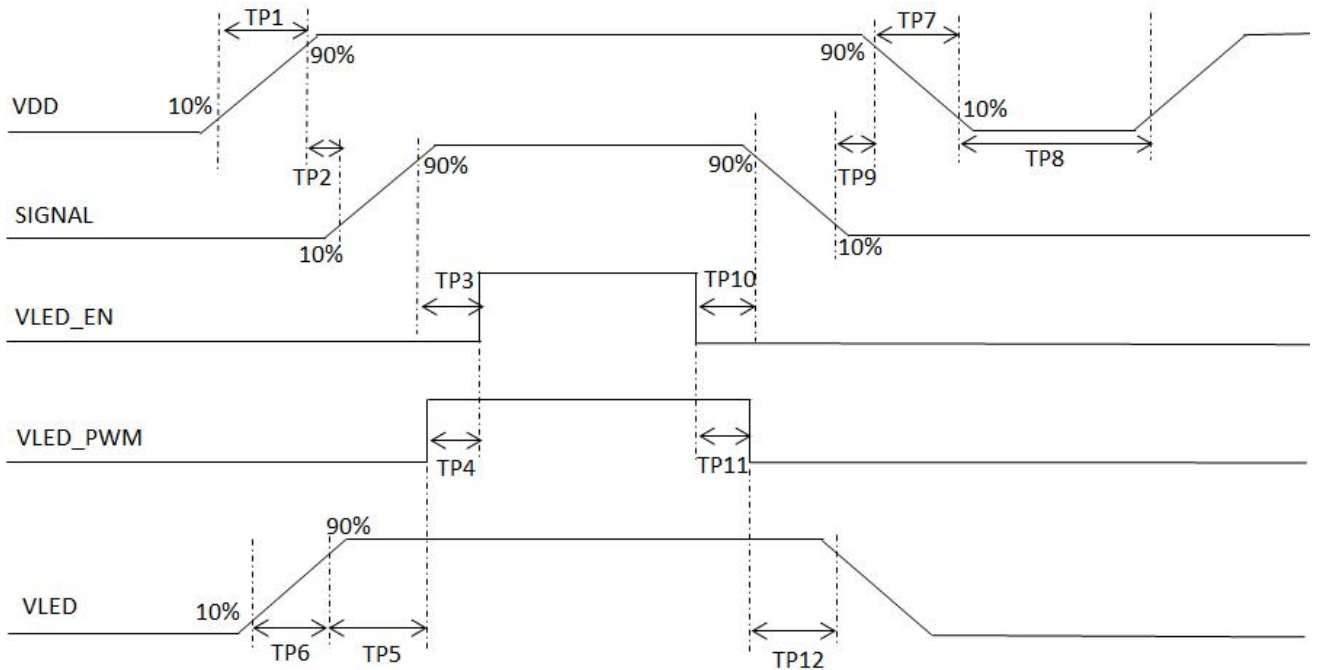 TP1
TP7
90%
90%
VDD
10%
10%
TP2
TP9
TP8
90%
90%
SIGNAL
10%
10%
TP3
TP10
VLED_EN
VLED_PWM
TP4
TP11
90%
VLED
10%
TP6
TP5
TP12